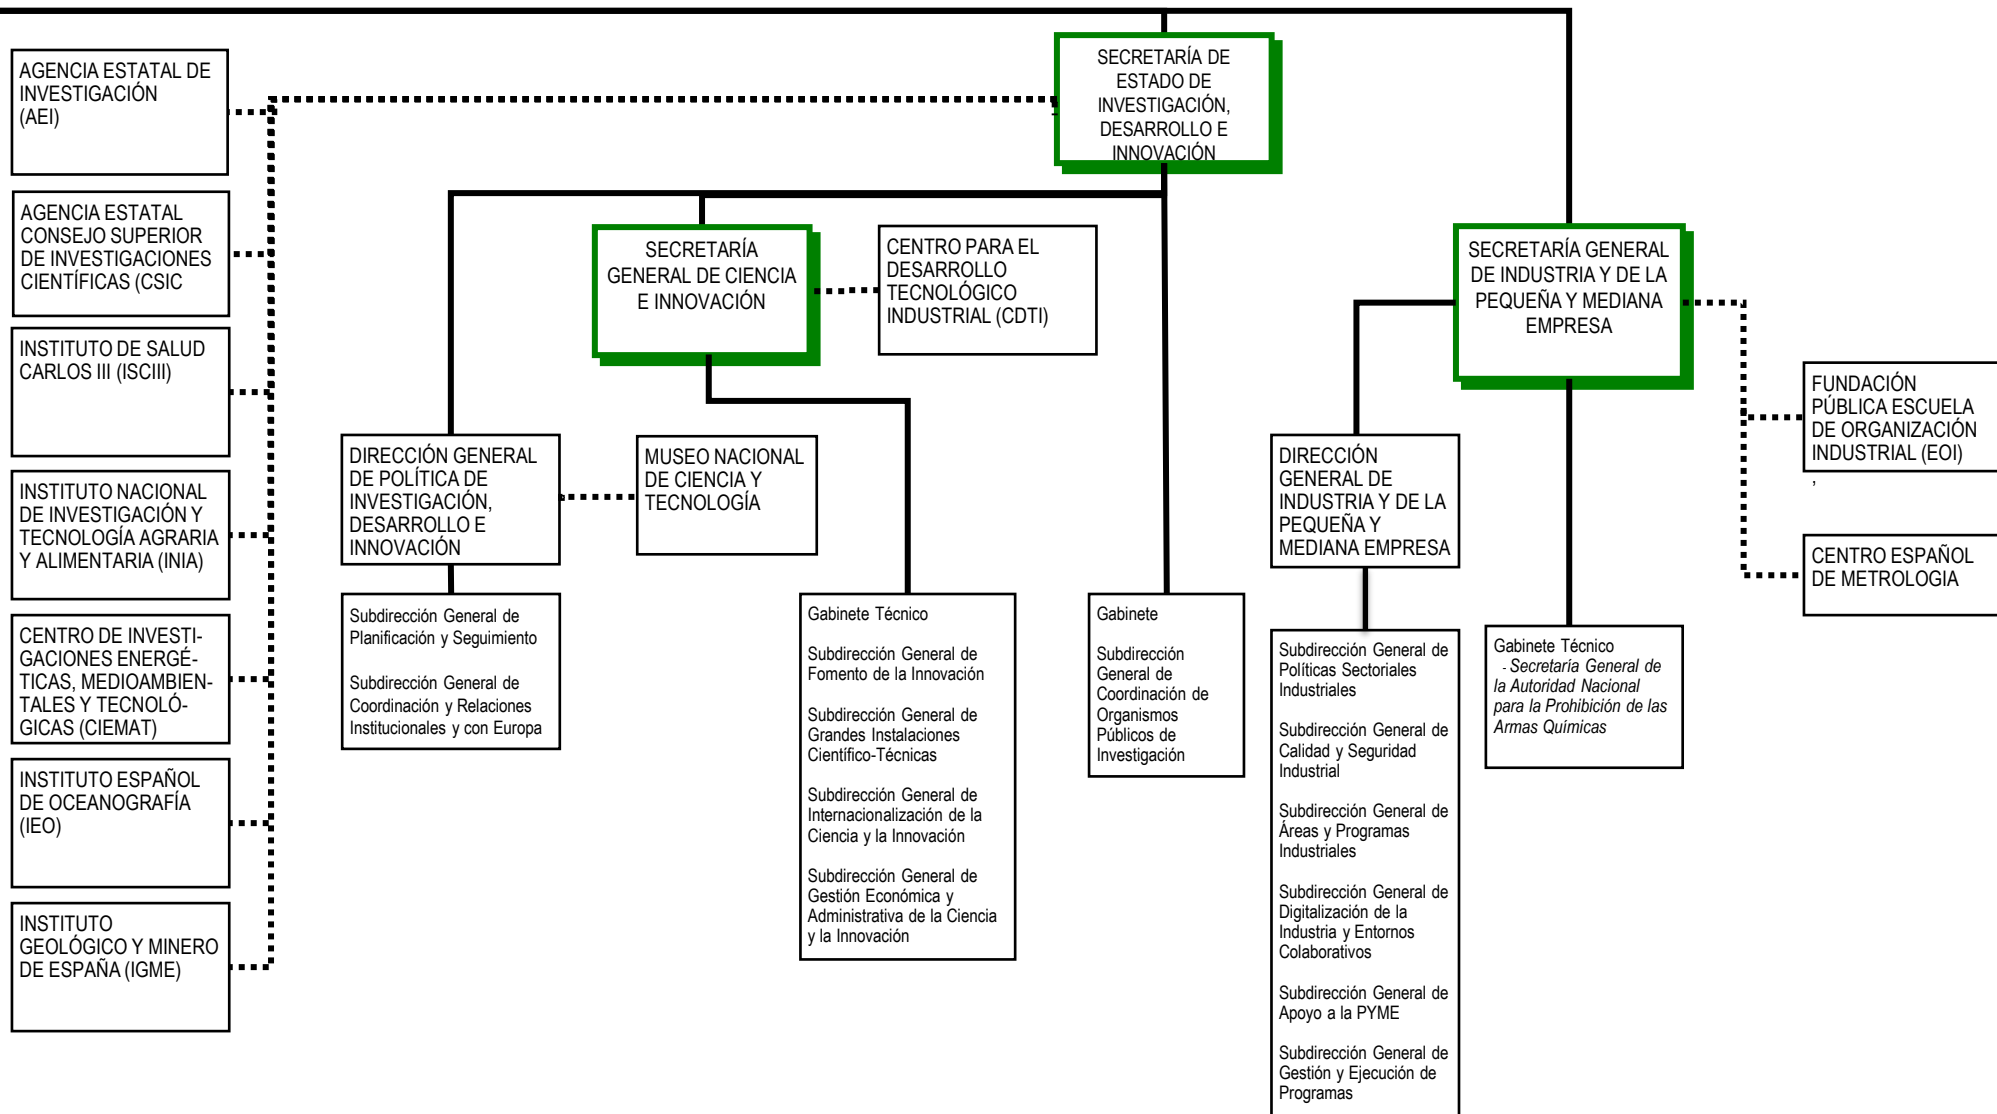 SECRETARÍA DE
ESTADO DE
INVESTIGACIÓN,
DESARROLLO E
INNOVACIÓN
AGENCIA ESTATAL DE
INVESTIGACIÓN
(AEI)
AGENCIA ESTATAL
CONSEJO SUPERIOR
DE INVESTIGACIONES
CIENTÍFICAS (CSIC
INSTITUTO DE SALUD
CARLOS III (ISCIII)
INSTITUTO NACIONAL
DE INVESTIGACIÓN Y
TECNOLOGÍA AGRARIA
Y ALIMENTARIA (INIA)
CENTRO DE INVESTI-
GACIONES ENERGÉ-
TICAS, MEDIOAMBIEN-
TALES Y TECNOLÓ-
GICAS (CIEMAT)
INSTITUTO ESPAÑOL
DE OCEANOGRAFÍA
(IEO)
INSTITUTO
GEOLÓGICO Y MINERO
DE ESPAÑA (IGME)
SECRETARÍA
GENERAL DE CIENCIA
E INNOVACIÓN
CENTRO PARA EL
DESARROLLO
TECNOLÓGICO
INDUSTRIAL (CDTI)
DIRECCIÓN GENERAL
DE POLÍTICA DE
INVESTIGACIÓN,
DESARROLLO E
INNOVACIÓN
MUSEO NACIONAL
DE CIENCIA Y
TECNOLOGÍA
Subdirección General de
Planificación y Seguimiento
Subdirección General de
Coordinación y Relaciones
Institucionales y con Europa
Gabinete Técnico
Subdirección General de
Fomento de la Innovación
Subdirección General de
Grandes Instalaciones
Científico-Técnicas
Subdirección General de
Internacionalización de la
Ciencia y la Innovación
Subdirección General de
Gestión Económica y
Administrativa de la Ciencia
y la Innovación
Gabinete
Subdirección
General de
Coordinación de
Organismos
Públicos de
Investigación
SECRETARÍA GENERAL
DE INDUSTRIA Y DE LA
PEQUEÑA Y MEDIANA
EMPRESA
DIRECCIÓN
GENERAL DE
INDUSTRIA Y DE LA
PEQUEÑA Y
MEDIANA EMPRESA
Subdirección General de
Políticas Sectoriales
Industriales
Subdirección General de
Calidad y Seguridad
Industrial
Subdirección General de
Áreas y Programas
Industriales
Subdirección General de
Digitalización de la
Industria y Entornos
Colaborativos
Subdirección General de
Apoyo a la PYME
Subdirección General de
Gestión y Ejecución de
Programas
Gabinete Técnico
- Secretaría General de
la Autoridad Nacional
para la Prohibición de las
Armas Químicas
FUNDACIÓN
PÚBLICA ESCUELA
DE ORGANIZACIÓN
INDUSTRIAL (EOI)
,
CENTRO ESPAÑOL
DE METROLOGIA